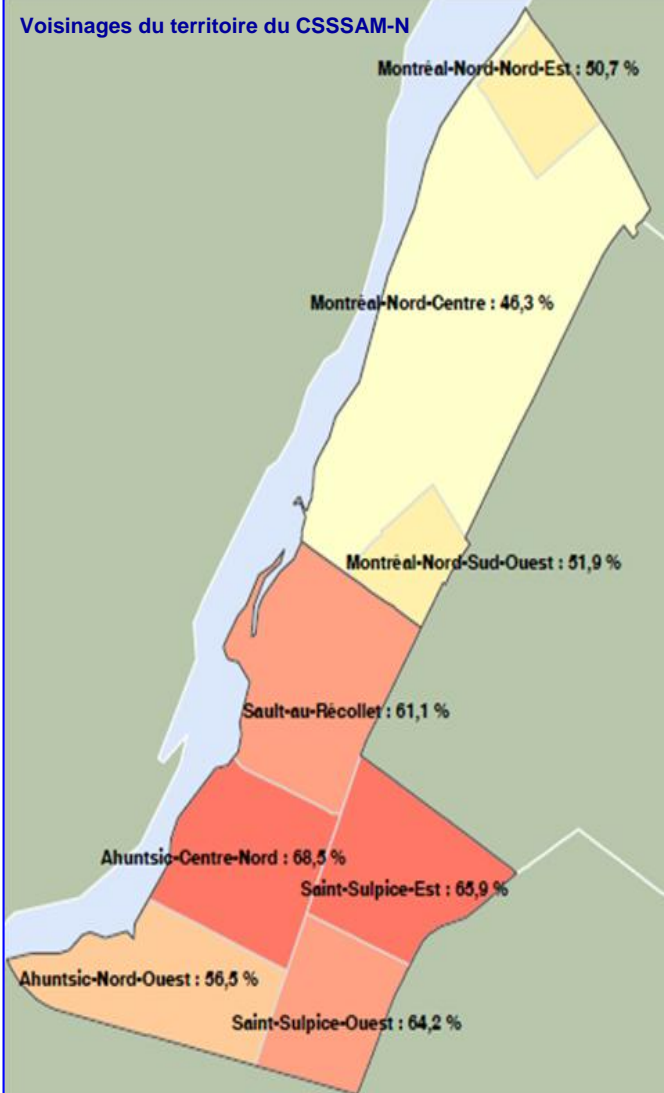 Voisinages du territoire du CSSSAM-N
Montréal-Nord-Nord-Est : 50,7 %
Montréal-Nord-Centre : 46,3 %
Montréal-Nord-Sud-Ouest : 51,9 %
Sault-au-Récollet : 61,1 %
Ahuntsic-Centre-Nord : 68,5 %
Saint-Sulpice-Est : 65,9 %
Ahuntsic-Nord-Ouest : 56,5 %
Saint-Sulpice-Ouest : 64,2 %